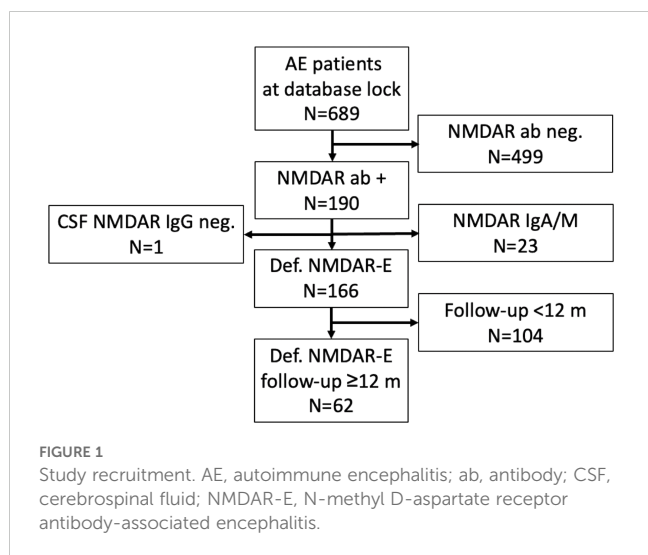 AE patients
at database lock
N=689
NMDAR ab neg.
N=499
NMDAR ab +
N=190
CSF NMDAR IgG neg.
N=1
NMDAR IgA/M
N=23
Def. NMDAR-E
N=166
Follow-up <12 m
N=104
Def. NMDAR-E
follow-up ≥12 m
N=62
FIGURE 1
Study recruitment. AE, autoimmune encephalitis; ab, antibody; CSF,
cerebrospinal fluid; NMDAR-E, N-methyl D-aspartate receptor
antibody-associated encephalitis.